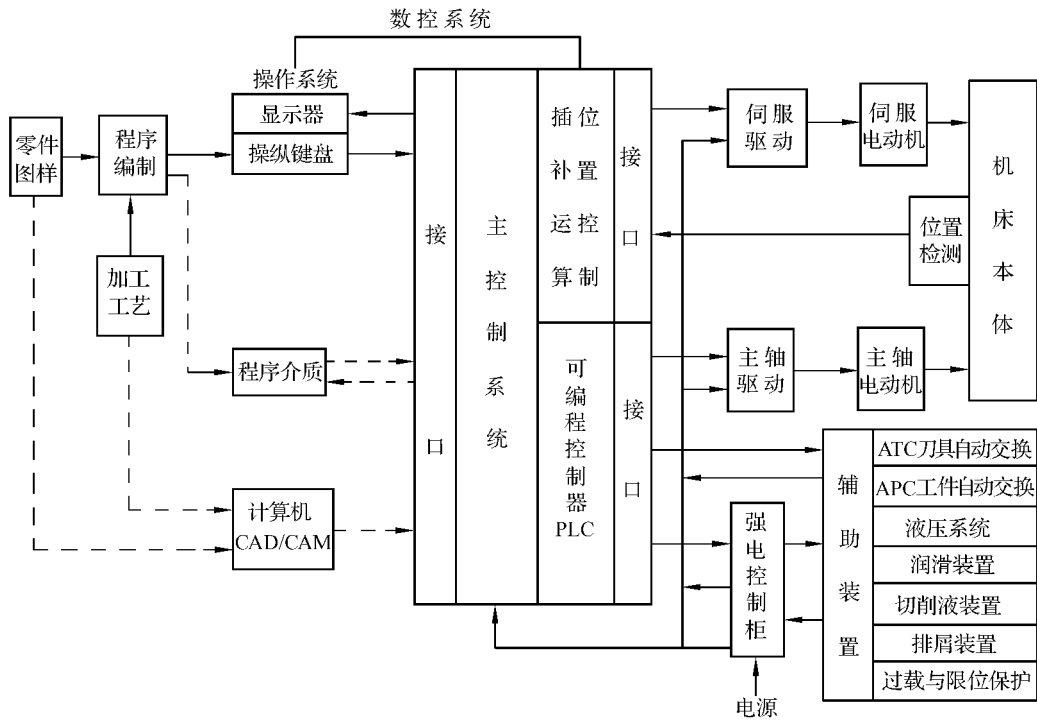 数控系统
操作系统
显示器
操纵键盘
零件
图样
程序
编制
加工
工艺
程序介质
计算机
CAD/CAM
接口
主控制系统
插补运算
位置控制
接口
可编程控制器
PLC
接口
伺服
驱动
伺服
电动机
机床本体
位置
检测
主轴
驱动
主轴
电动机
强电控制柜
电源
辅助装置
ATC刀具自动交换
APC工件自动交换
液压系统
润滑装置
切削液装置
排屑装置
过载与限位保护